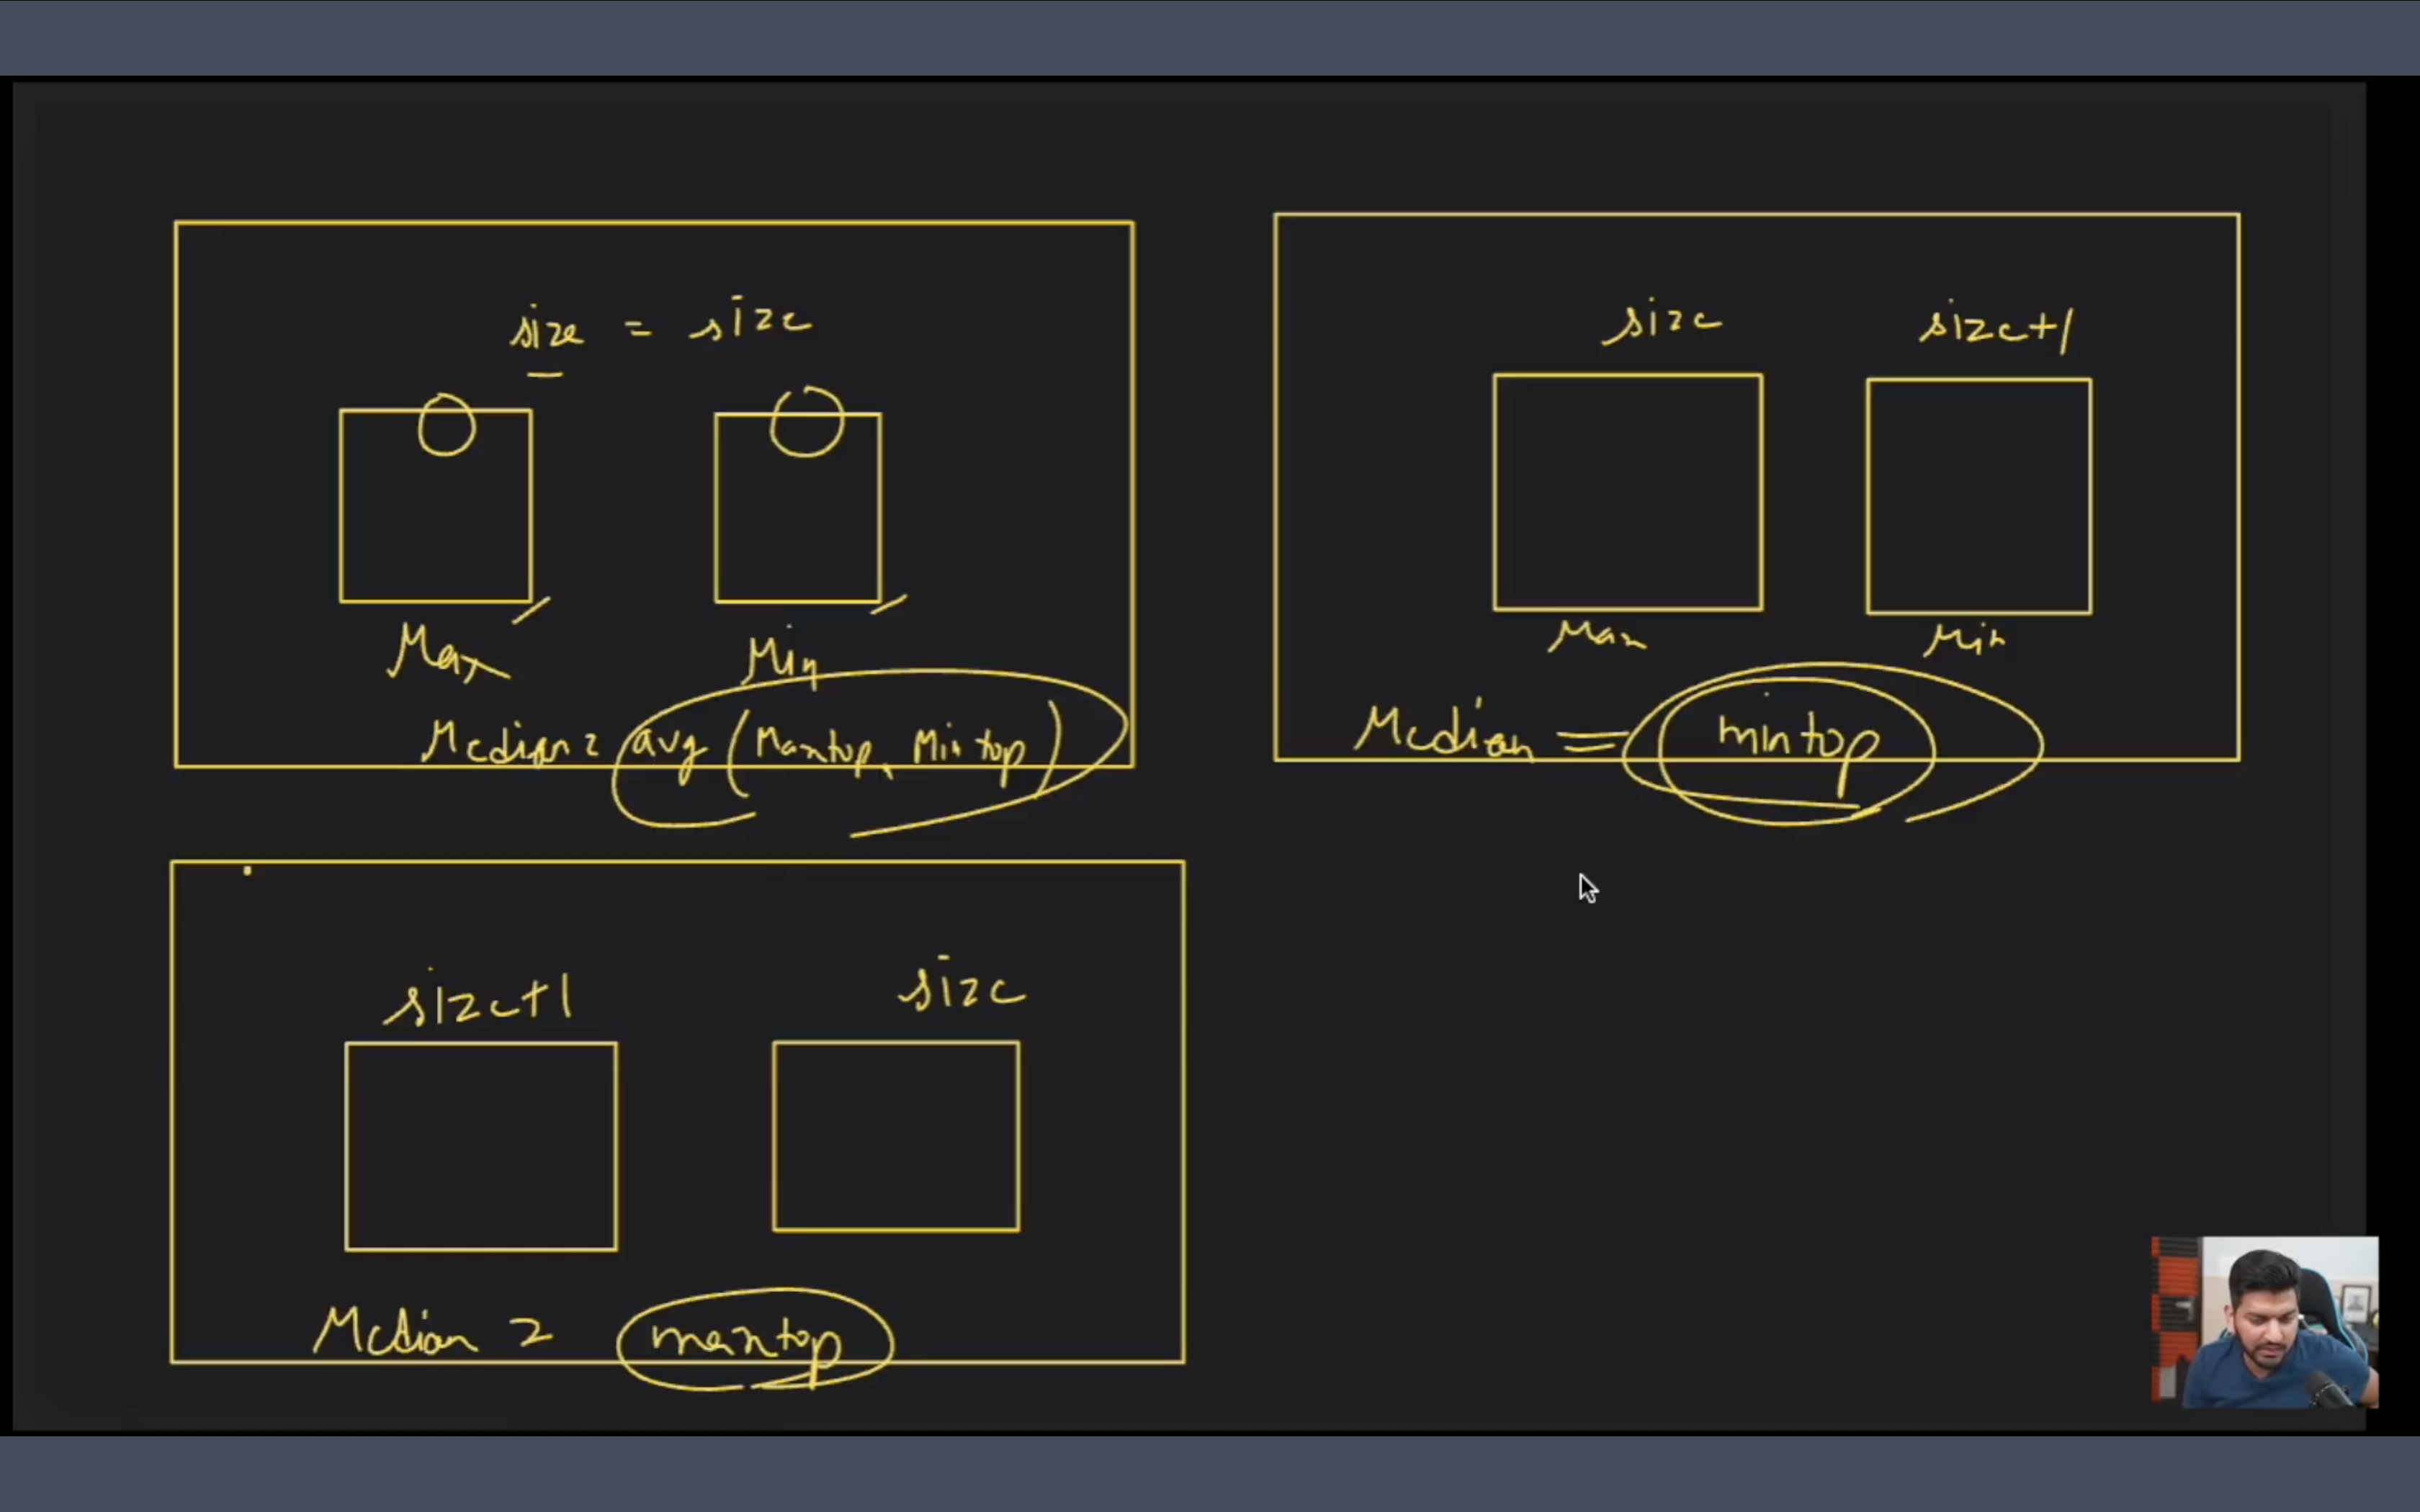 size = size
Max Min
Median = avg (Maxtop, Mintop)
size size+1
Max Min
Median = mintop
size+1 size
Median = maxtop